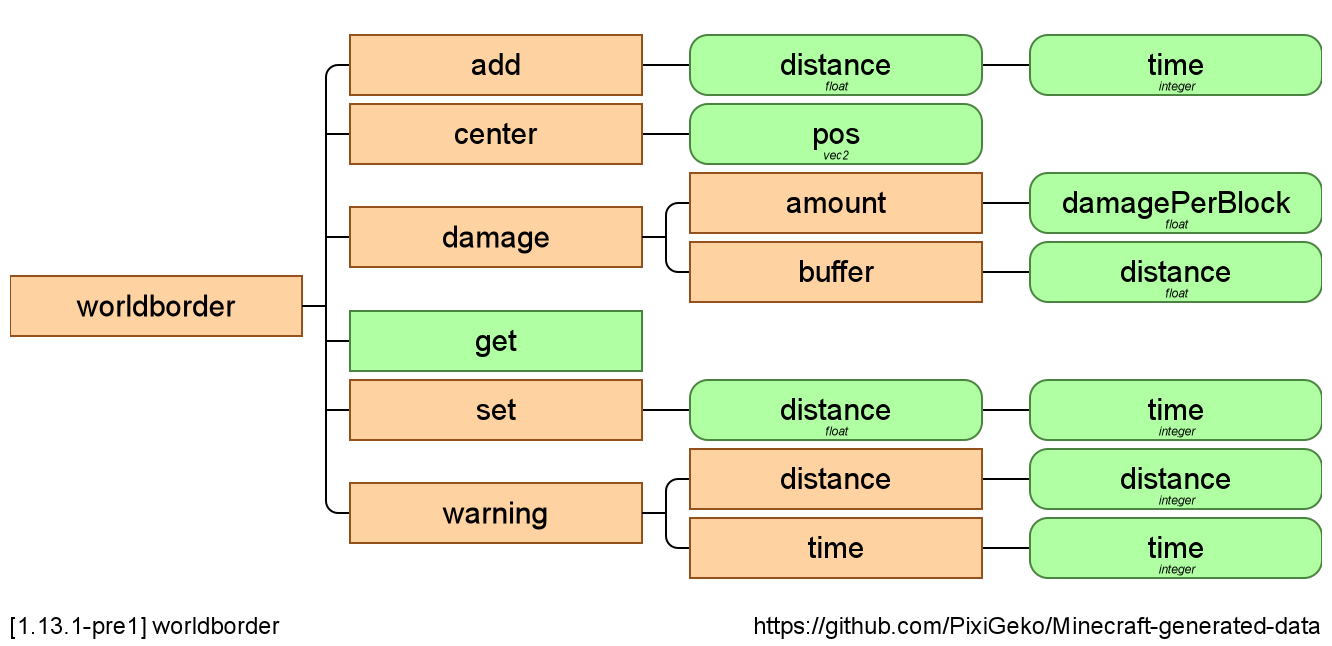 add
distance
float
time
integer
center
pos
vec2
damage
amount
damagePerBlock
float
buffer
distance
float
worldborder
get
set
distance
float
time
integer
warning
distance
distance
integer
time
time
integer
[1.13.1-pre1] worldborder
https://github.com/PixiGeko/Minecraft-generated-data